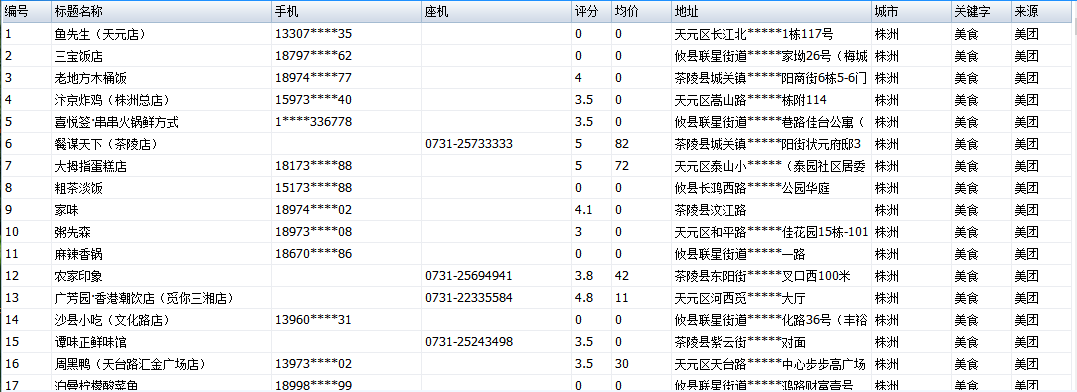 编号 标题名称 手机 座机 评分 均价 地址 城市 关键字 来源
1 鱼先生（天元店） 13307****35 0 0 天元区长江北*****1栋117号 株洲 美食 美团
2 三宝饭店 18797****62 0 0 攸县联星街道*****家坳26号（梅城 株洲 美食 美团
3 老地方木桶饭 18974****77 4 0 茶陵县城关镇*****阳商街6栋5-6门 株洲 美食 美团
4 汴京炸鸡（株洲总店） 15973****40 3.5 0 天元区嵩山路*****栋附114 株洲 美食 美团
5 喜悦签·串串火锅鲜方式 1****336778 3.5 0 攸县联星街道*****巷路佳台公寓（ 株洲 美食 美团
6 餐谋天下（茶陵店） 0731-25733333 5 82 茶陵县城关镇*****阳街状元府邸3 株洲 美食 美团
7 大拇指蛋糕店 18173****88 5 72 天元区泰山小*****（泰园社区居委 株洲 美食 美团
8 粗茶淡饭 15173****88 0 0 攸县长鸿西路*****公园华庭 株洲 美食 美团
9 家味 18974****02 4.1 0 茶陵县汶江路 株洲 美食 美团
10 粥先森 18973****08 3 0 天元区和平路*****佳花园15栋-101 株洲 美食 美团
11 麻辣香锅 18670****86 0 0 攸县联星街道*****一路 株洲 美食 美团
12 农家印象 0731-25694941 3.8 42 茶陵县东阳街*****叉口西100米 株洲 美食 美团
13 广芳园·香港潮饮店（觅你三湘店） 0731-22335584 4.8 11 天元区河西觅*****大厅 株洲 美食 美团
14 沙县小吃（文化路店） 13960****31 0 0 攸县联星街道*****化路36号（丰裕 株洲 美食 美团
15 谭味正鲜味馆 0731-25243498 3.5 0 茶陵县紫云街*****对面 株洲 美食 美团
16 周黑鸭（天台路汇金广场店） 13973****02 3.5 30 天元区天台路*****中心步步高广场 株洲 美食 美团
17 泊曼柠檬酸菜鱼 18998****99 0 0 攸县联星街道*****鸿路财富壹号 株洲 美食 美团